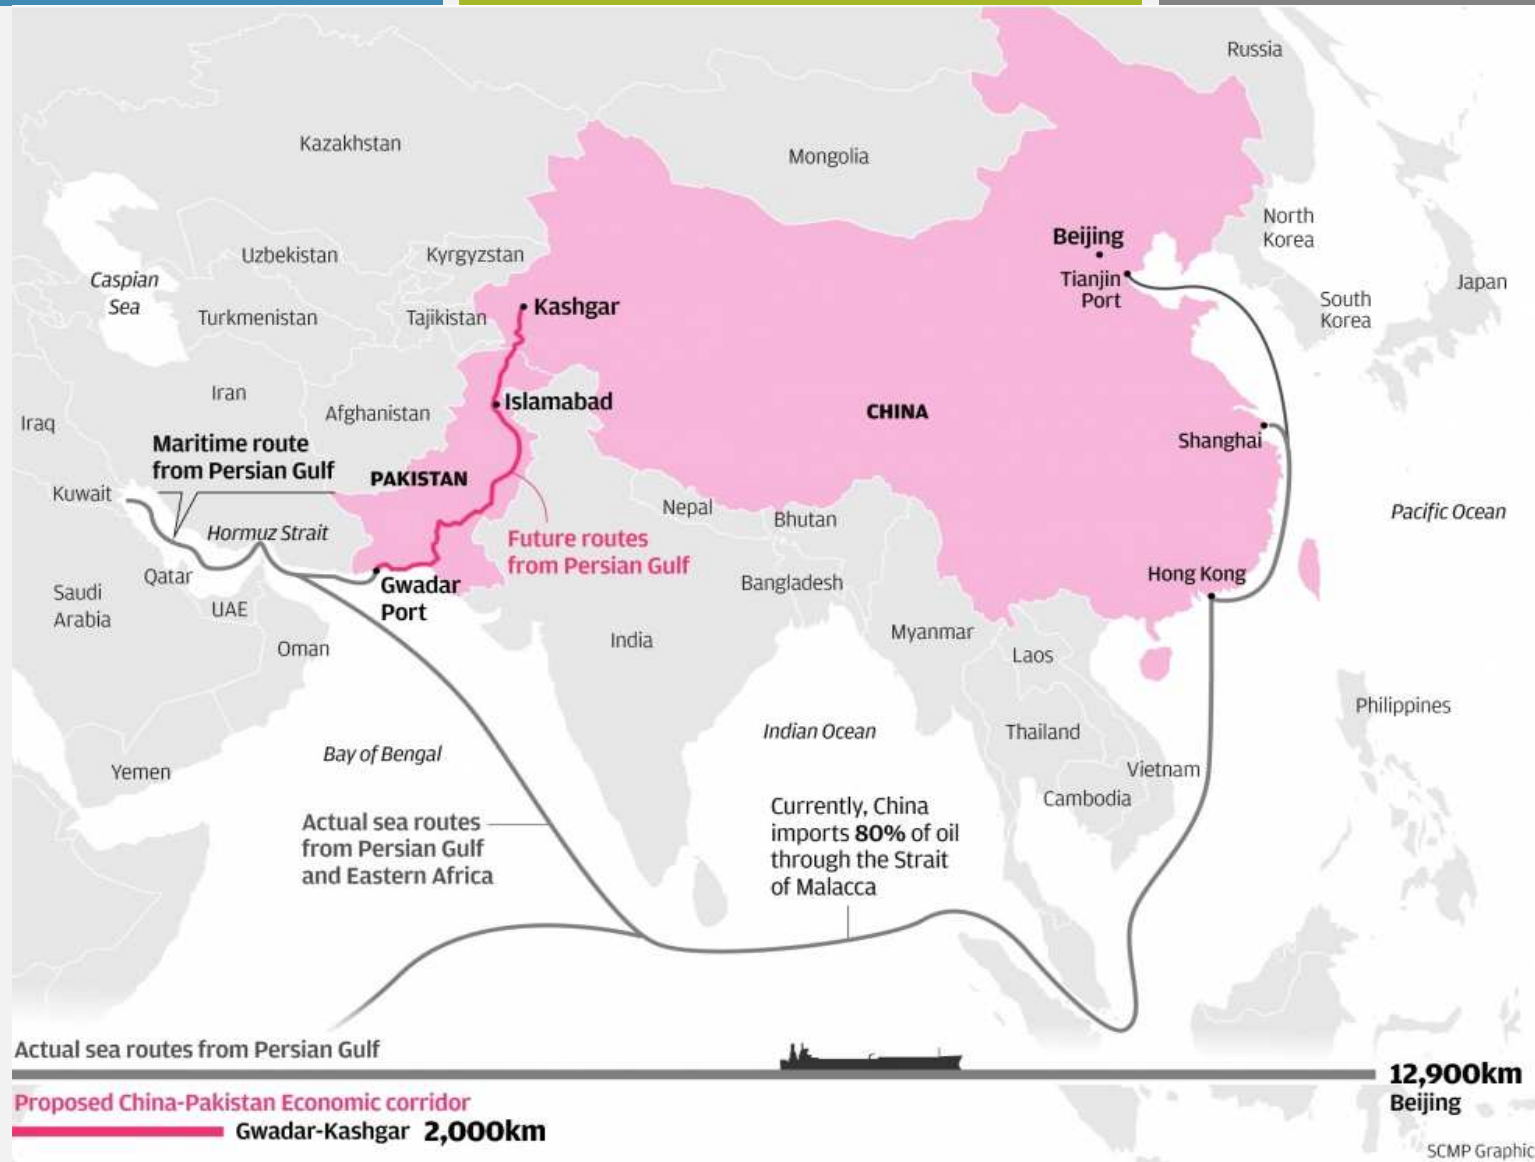 Russia
Kazakhstan
Mongolia
North
Korea
Beijing
Uzbekistan
Kyrgyzstan
Caspian
Sea
Tianjin
Port
Japan
South
Korea
Kashgar
Turkmenistan
Tajikistan
Iran
Islamabad
Afghanistan
CHINA
Iraq
Shanghai
Maritime route
from Persian Gulf
PAKISTAN
Kuwait
Nepal
Bhutan
Pacific Ocean
Hormuz Strait
Future routes
from Persian Gulf
Qatar
Gwadar
Port
Hong Kong
Bangladesh
Saudi
Arabia
UAE
India
Myanmar
Oman
Laos
Philippines
Indian Ocean
Thailand
Bay of Bengal
Yemen
Vietnam
Cambodia
Currently, China
imports 80% of oil
through the Strait
of Malacca
Actual sea routes
from Persian Gulf
and Eastern Africa
Actual sea routes from Persian Gulf
12,900km
Beijing
Proposed China-Pakistan Economic corridor
Gwadar-Kashgar 2,000km
SCMP Graphic